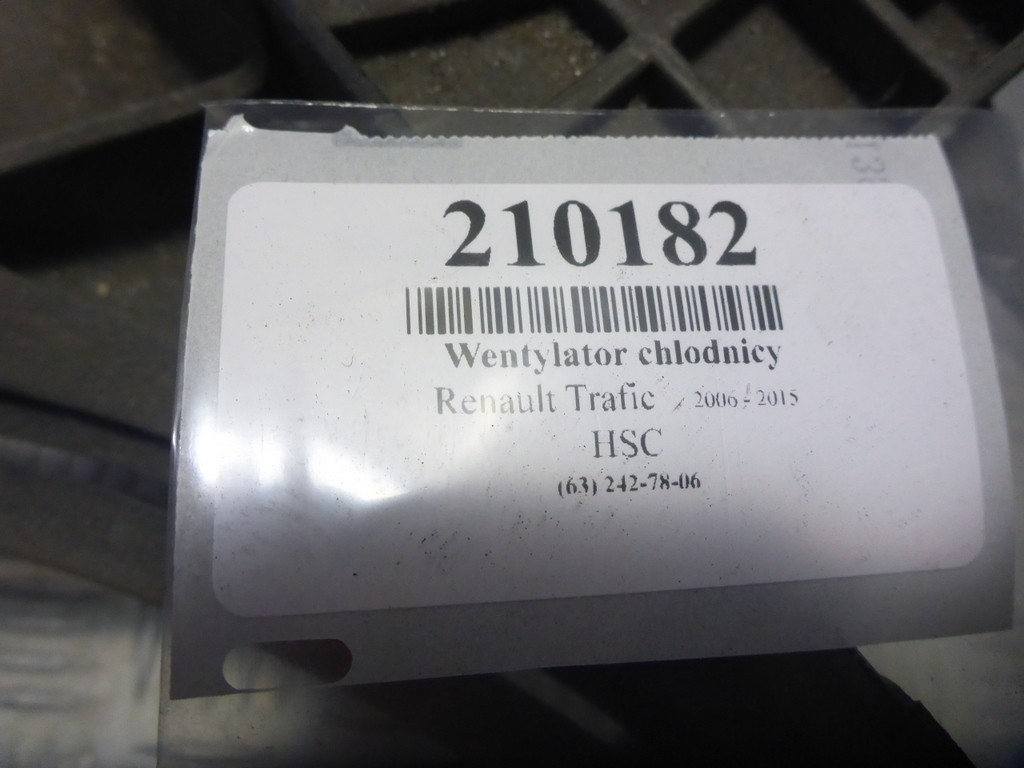 210182
Wentylator chlodnicy
Renault Trafic 2006 - 2015
HSC
(63) 242-78-06